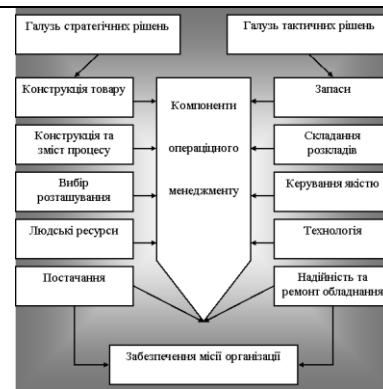 Галузь стратегічних рішень
Галузь тактичних рішень
Конструкція товару
Конструкція та
зміст процесу
Вибір
розташування
Людські ресурси
Постачання
Компоненти
операціцного
менеджменту
Запаси
Складання
розкладів
Керування якістю
Технологія
Надійність та
ремонт обладнання
Забезпечення місії організації